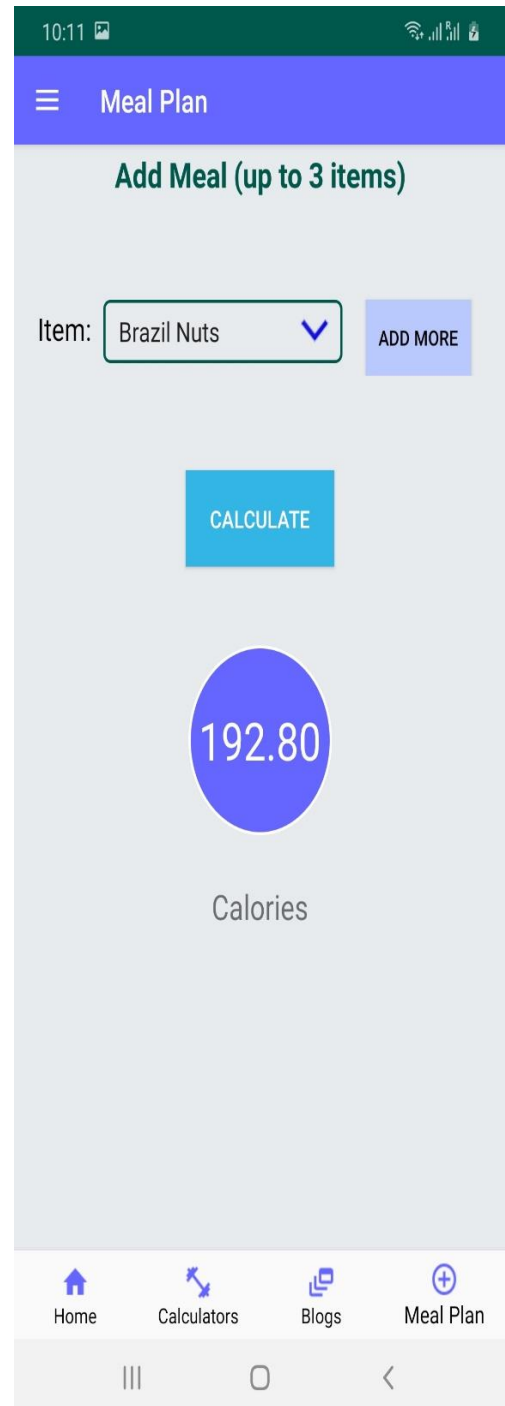 10:11
Meal Plan
Add Meal (up to 3 items)
Item: Brazil Nuts ADD MORE
CALCULATE
192.80
Calories
Home Calculators Blogs Meal Plan